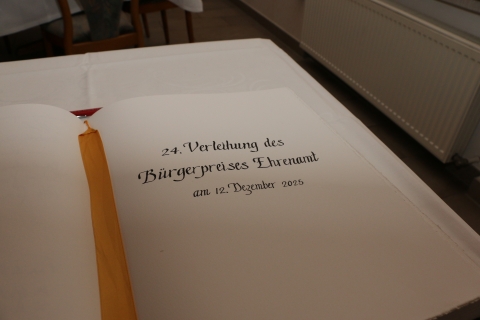 24. Verleihung des
Bürgerpreises Ehrenamt
am 12. Dezember 2025